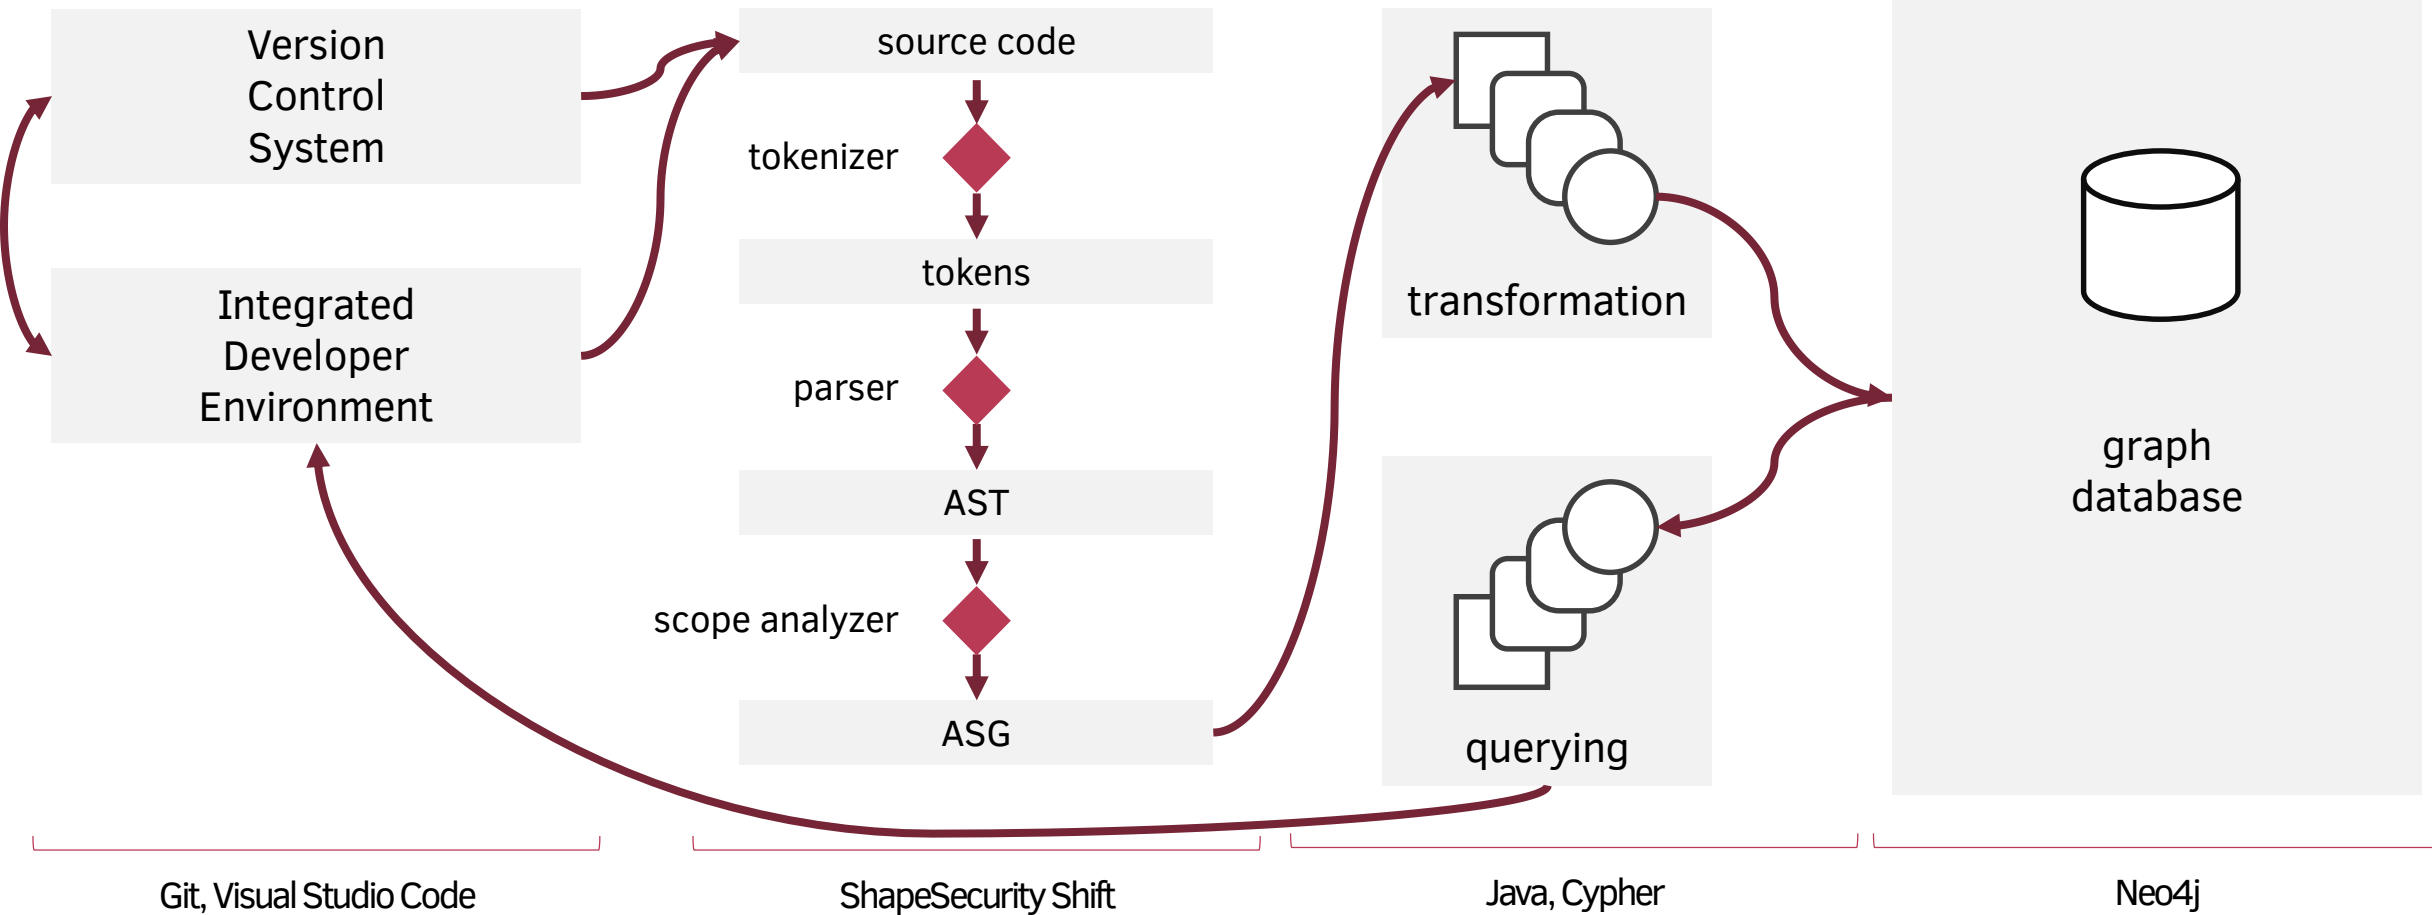 Version
Control
System
Integrated
Developer
Environment
source code
tokenizer
tokens
parser
AST
scope analyzer
ASG
transformation
querying
graph
database
Git, Visual Studio Code
ShapeSecurity Shift
Java, Cypher
Neo4j